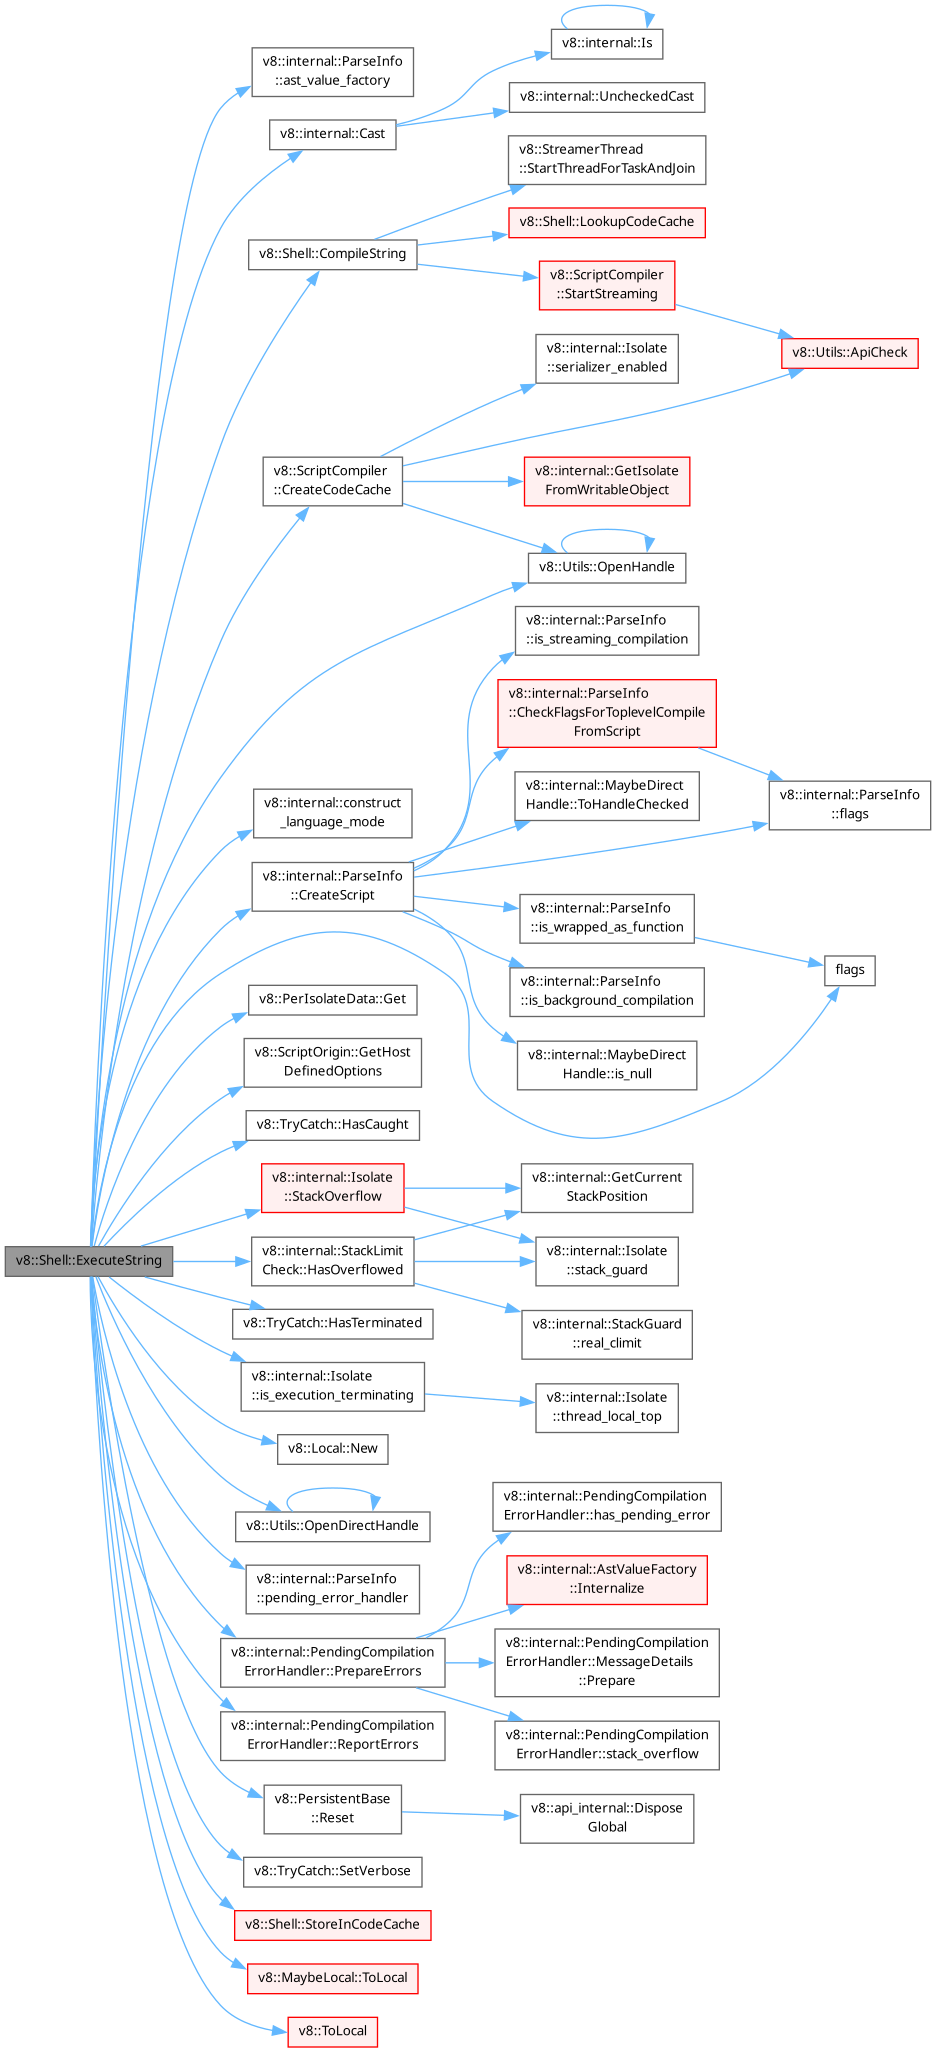 v8::internal::Is
v8::internal::ParseInfo
::ast_value_factory
v8::internal::UncheckedCast
v8::internal::Cast
v8::StreamerThread
::StartThreadForTaskAndJoin
v8::Shell::LookupCodeCache
v8::Shell::CompileString
v8::ScriptCompiler
::StartStreaming
v8::internal::Isolate
::serializer_enabled
v8::Utils::ApiCheck
v8::ScriptCompiler
::CreateCodeCache
v8::internal::GetIsolate
FromWritableObject
v8::Utils::OpenHandle
v8::internal::ParseInfo
::is_streaming_compilation
v8::internal::ParseInfo
::CheckFlagsForToplevelCompile
FromScript
v8::internal::construct
_language_mode
v8::internal::MaybeDirect
Handle::ToHandleChecked
v8::internal::ParseInfo
::flags
v8::internal::ParseInfo
::CreateScript
v8::internal::ParseInfo
::is_wrapped_as_function
flags
v8::PerIsolateData::Get
v8::internal::ParseInfo
::is_background_compilation
v8::ScriptOrigin::GetHost
DefinedOptions
v8::internal::MaybeDirect
Handle::is_null
v8::TryCatch::HasCaught
v8::internal::Isolate
::StackOverflow
v8::internal::GetCurrent
StackPosition
v8::Shell::ExecuteString
v8::internal::StackLimit
Check::HasOverflowed
v8::internal::Isolate
::stack_guard
v8::TryCatch::HasTerminated
v8::internal::StackGuard
::real_climit
v8::internal::Isolate
::is_execution_terminating
v8::internal::Isolate
::thread_local_top
v8::Local::New
v8::Utils::OpenDirectHandle
v8::internal::PendingCompilation
ErrorHandler::has_pending_error
v8::internal::ParseInfo
::pending_error_handler
v8::internal::AstValueFactory
::Internalize
v8::internal::PendingCompilation
ErrorHandler::PrepareErrors
v8::internal::PendingCompilation
ErrorHandler::MessageDetails
::Prepare
v8::internal::PendingCompilation
ErrorHandler::ReportErrors
v8::internal::PendingCompilation
ErrorHandler::stack_overflow
v8::PersistentBase
::Reset
v8::api_internal::Dispose
Global
v8::TryCatch::SetVerbose
v8::Shell::StoreInCodeCache
v8::MaybeLocal::ToLocal
v8::ToLocal